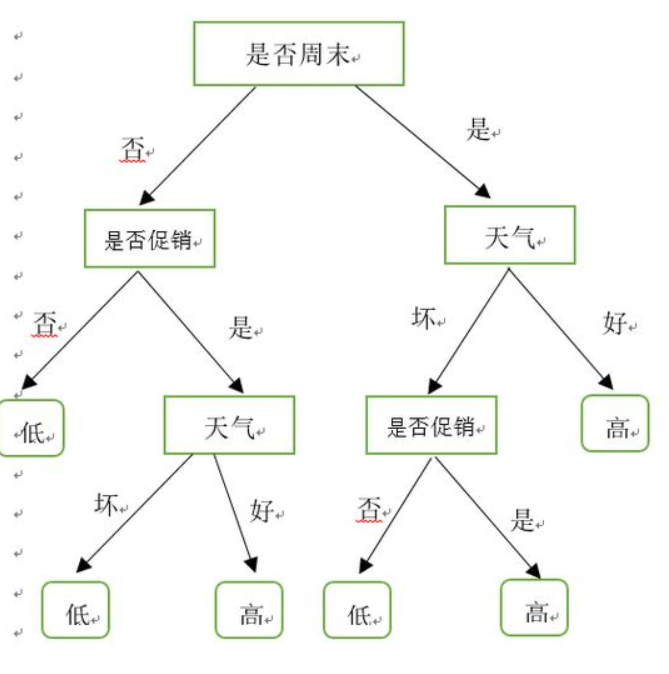 是否周末
否
是
是否促销
天气
否
是
坏
好
低
天气
是否促销
高
坏
好
否
是
低
高
低
高